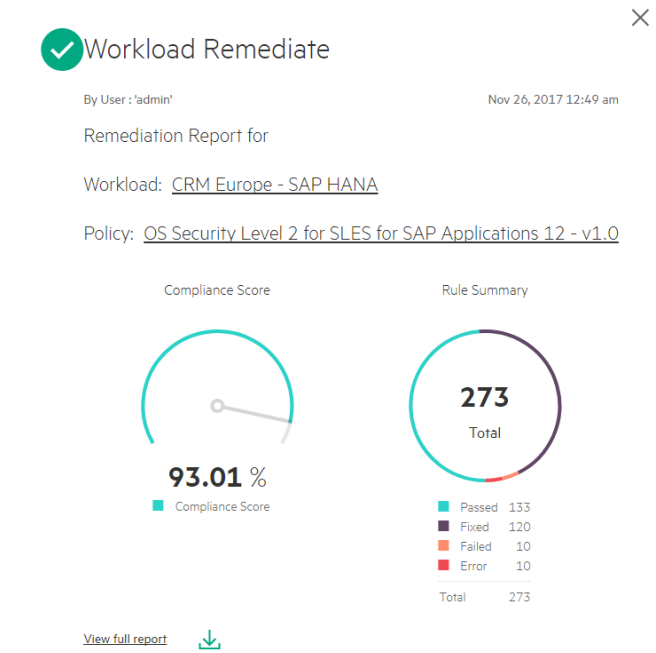 Workload Remediate
By User : 'admin' Nov 26, 2017 12:49 am
Remediation Report for
Workload: CRM Europe - SAP HANA
Policy: OS Security Level 2 for SLES for SAP Applications 12 - v1.0
Compliance Score
93.01 %
Compliance Score
Rule Summary
273
Total
Passed 133
Fixed 120
Failed 10
Error 10
Total 273
View full report